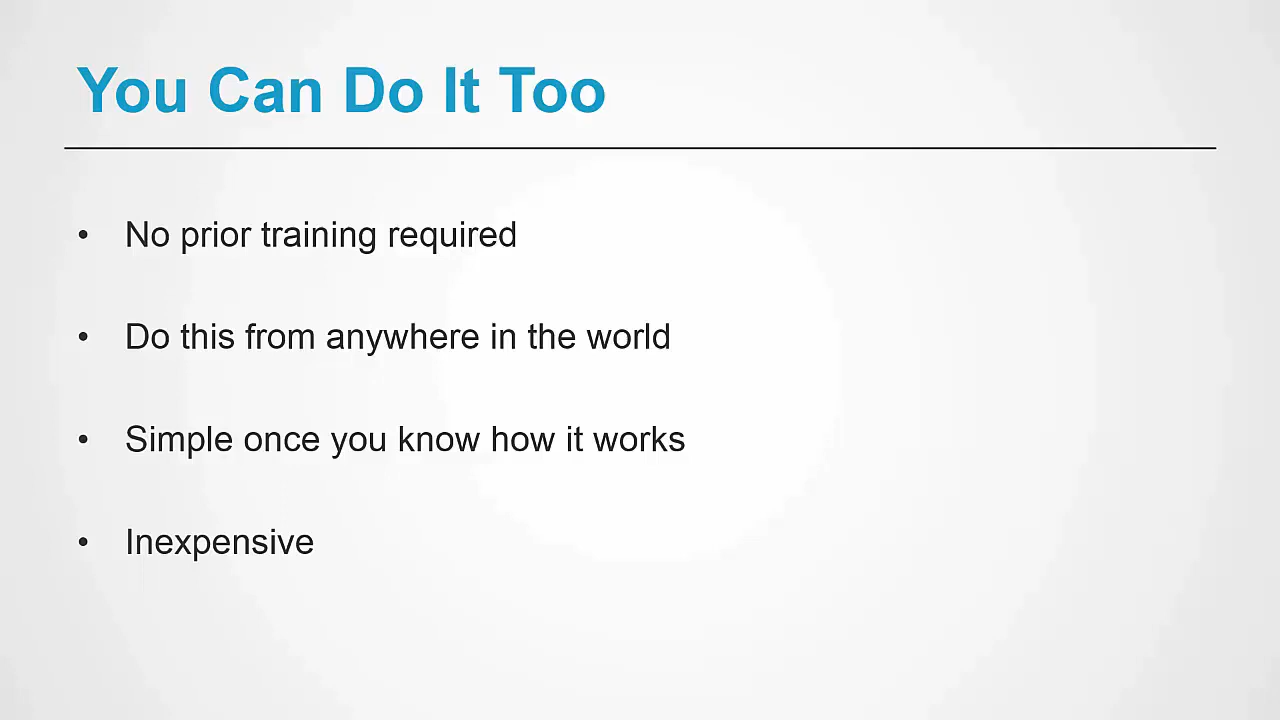 You Can Do It Too
• No prior training required
• Do this from anywhere in the world
• Simple once you know how it works
• Inexpensive